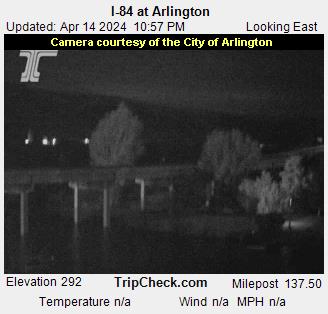 I-84 at Arlington
Updated: Apr 14 2024 10:57 PM Looking East
Camera courtesy of the City of Arlington
Elevation 292 TripCheck.com Milepost 137.50
Temperature n/a Wind n/a MPH n/a